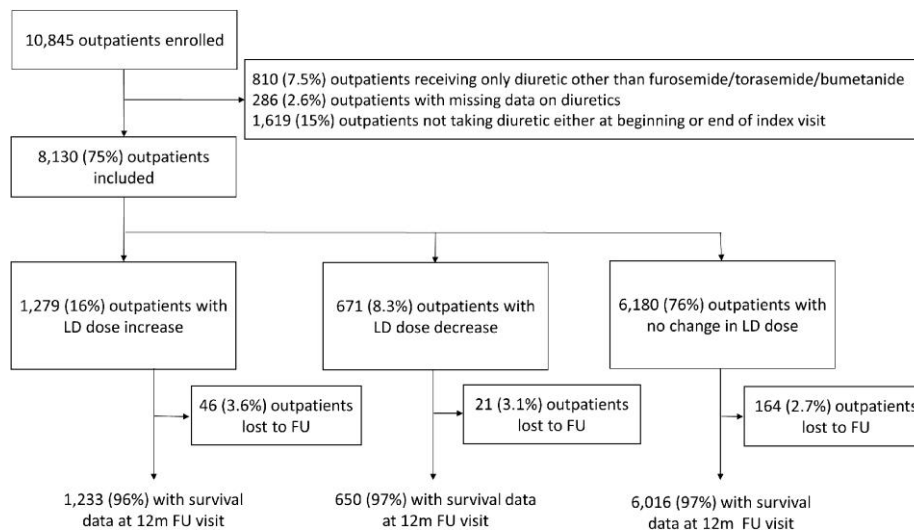 10,845 outpatients enrolled
810 (7.5%) outpatients receiving only diuretic other than furosemide/torasemide/bumetanide
286 (2.6%) outpatients with missing data on diuretics
1,619 (15%) outpatients not taking diuretic either at beginning or end of index visit
8,130 (75%) outpatients
included
1,279 (16%) outpatients with
LD dose increase
671 (8.3%) outpatients with
LD dose decrease
6,180 (76%) outpatients with
no change in LD dose
46 (3.6%) outpatients
lost to FU
21 (3.1%) outpatients
lost to FU
164 (2.7%) outpatients
lost to FU
1,233 (96%) with survival
data at 12m FU visit
650 (97%) with survival data
at 12m FU visit
6,016 (97%) with survival
data at 12m FU visit